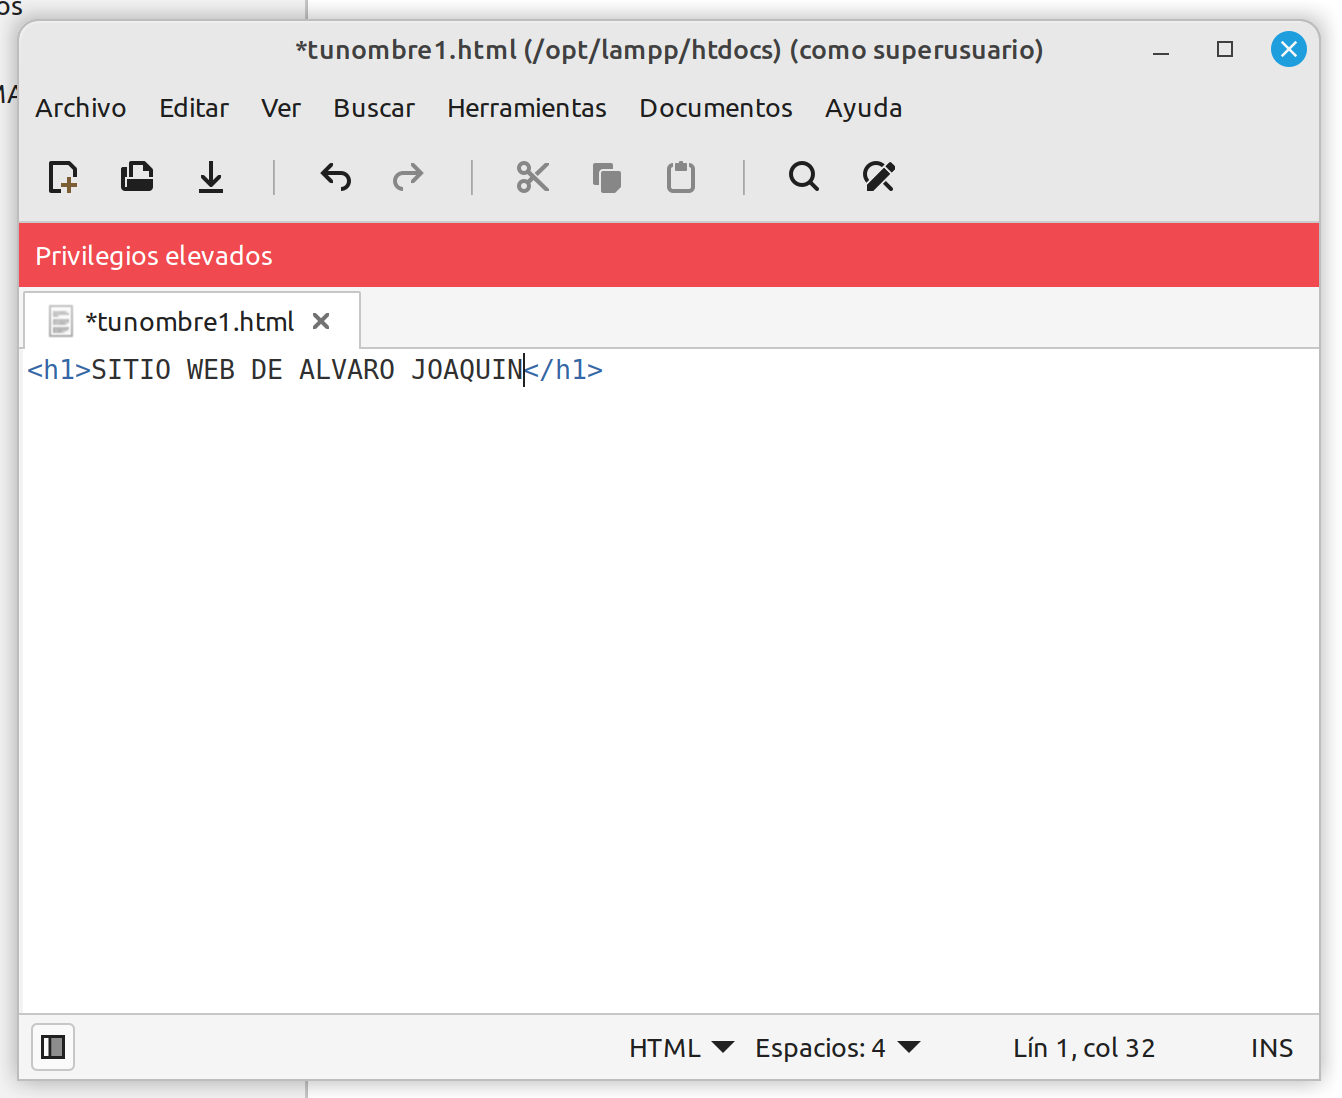 os
*tunombre1.html (/opt/lampp/htdocs) (como superusuario)
Archivo Editar Ver Buscar Herramientas Documentos Ayuda
Privilegios elevados
*tunombre1.html
<h1>SITIO WEB DE ALVARO JOAQUIN</h1>
HTML Espacios: 4 Lín 1, col 32 INS